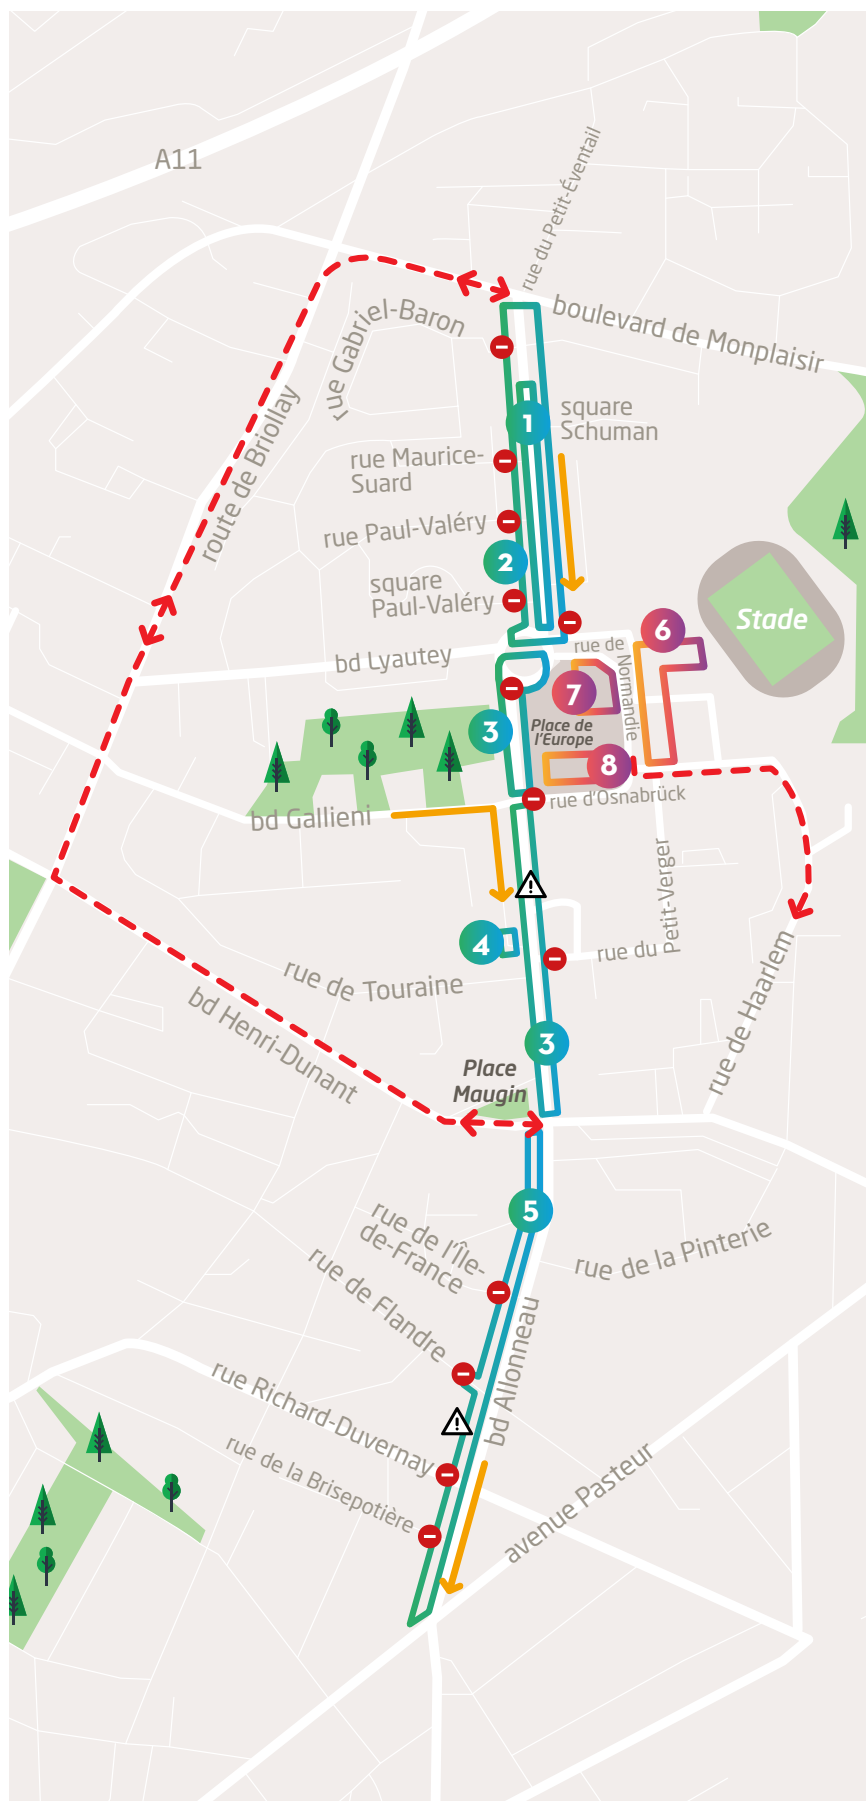 A11
rue du Petit-Éventail
rue Gabriel-Baron
boulevard de Monplaisir
route de Briollay
1
square
Schuman
rue Maurice-
Suard
rue Paul-Valéry
2
square
Paul-Valéry
Stade
6
bd Lyautey
rue de
Normandie
7
3
Place de
l'Europe
8
rue d'Osnabrück
bd Gallieni
4
rue du
Petit-Verger
rue de Touraine
rue de Haarlem
bd Henri-Dunant
3
Place
Maugin
5
rue de l'Île-
de-France
rue de la Pinterie
rue de Flandre
bd Allonneau
rue Richard-Duvernay
rue de la Brisepotière
avenue Pasteur